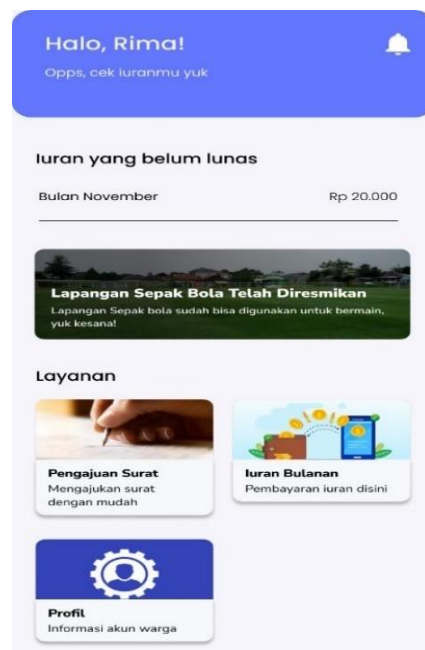 Halo, Rima!
Opps, cek iuranmu yuk
Iuran yang belum lunas
Bulan November Rp 20.000
Lapangan Sepak Bola Telah Diresmikan
Lapangan Sepak bola sudah bisa digunakan untuk bermain,
yuk kesana!
Layanan
Pengajuan Surat
Mengajukan surat
dengan mudah
Iuran Bulanan
Pembayaran iuran disini
Profil
Informasi akun warga